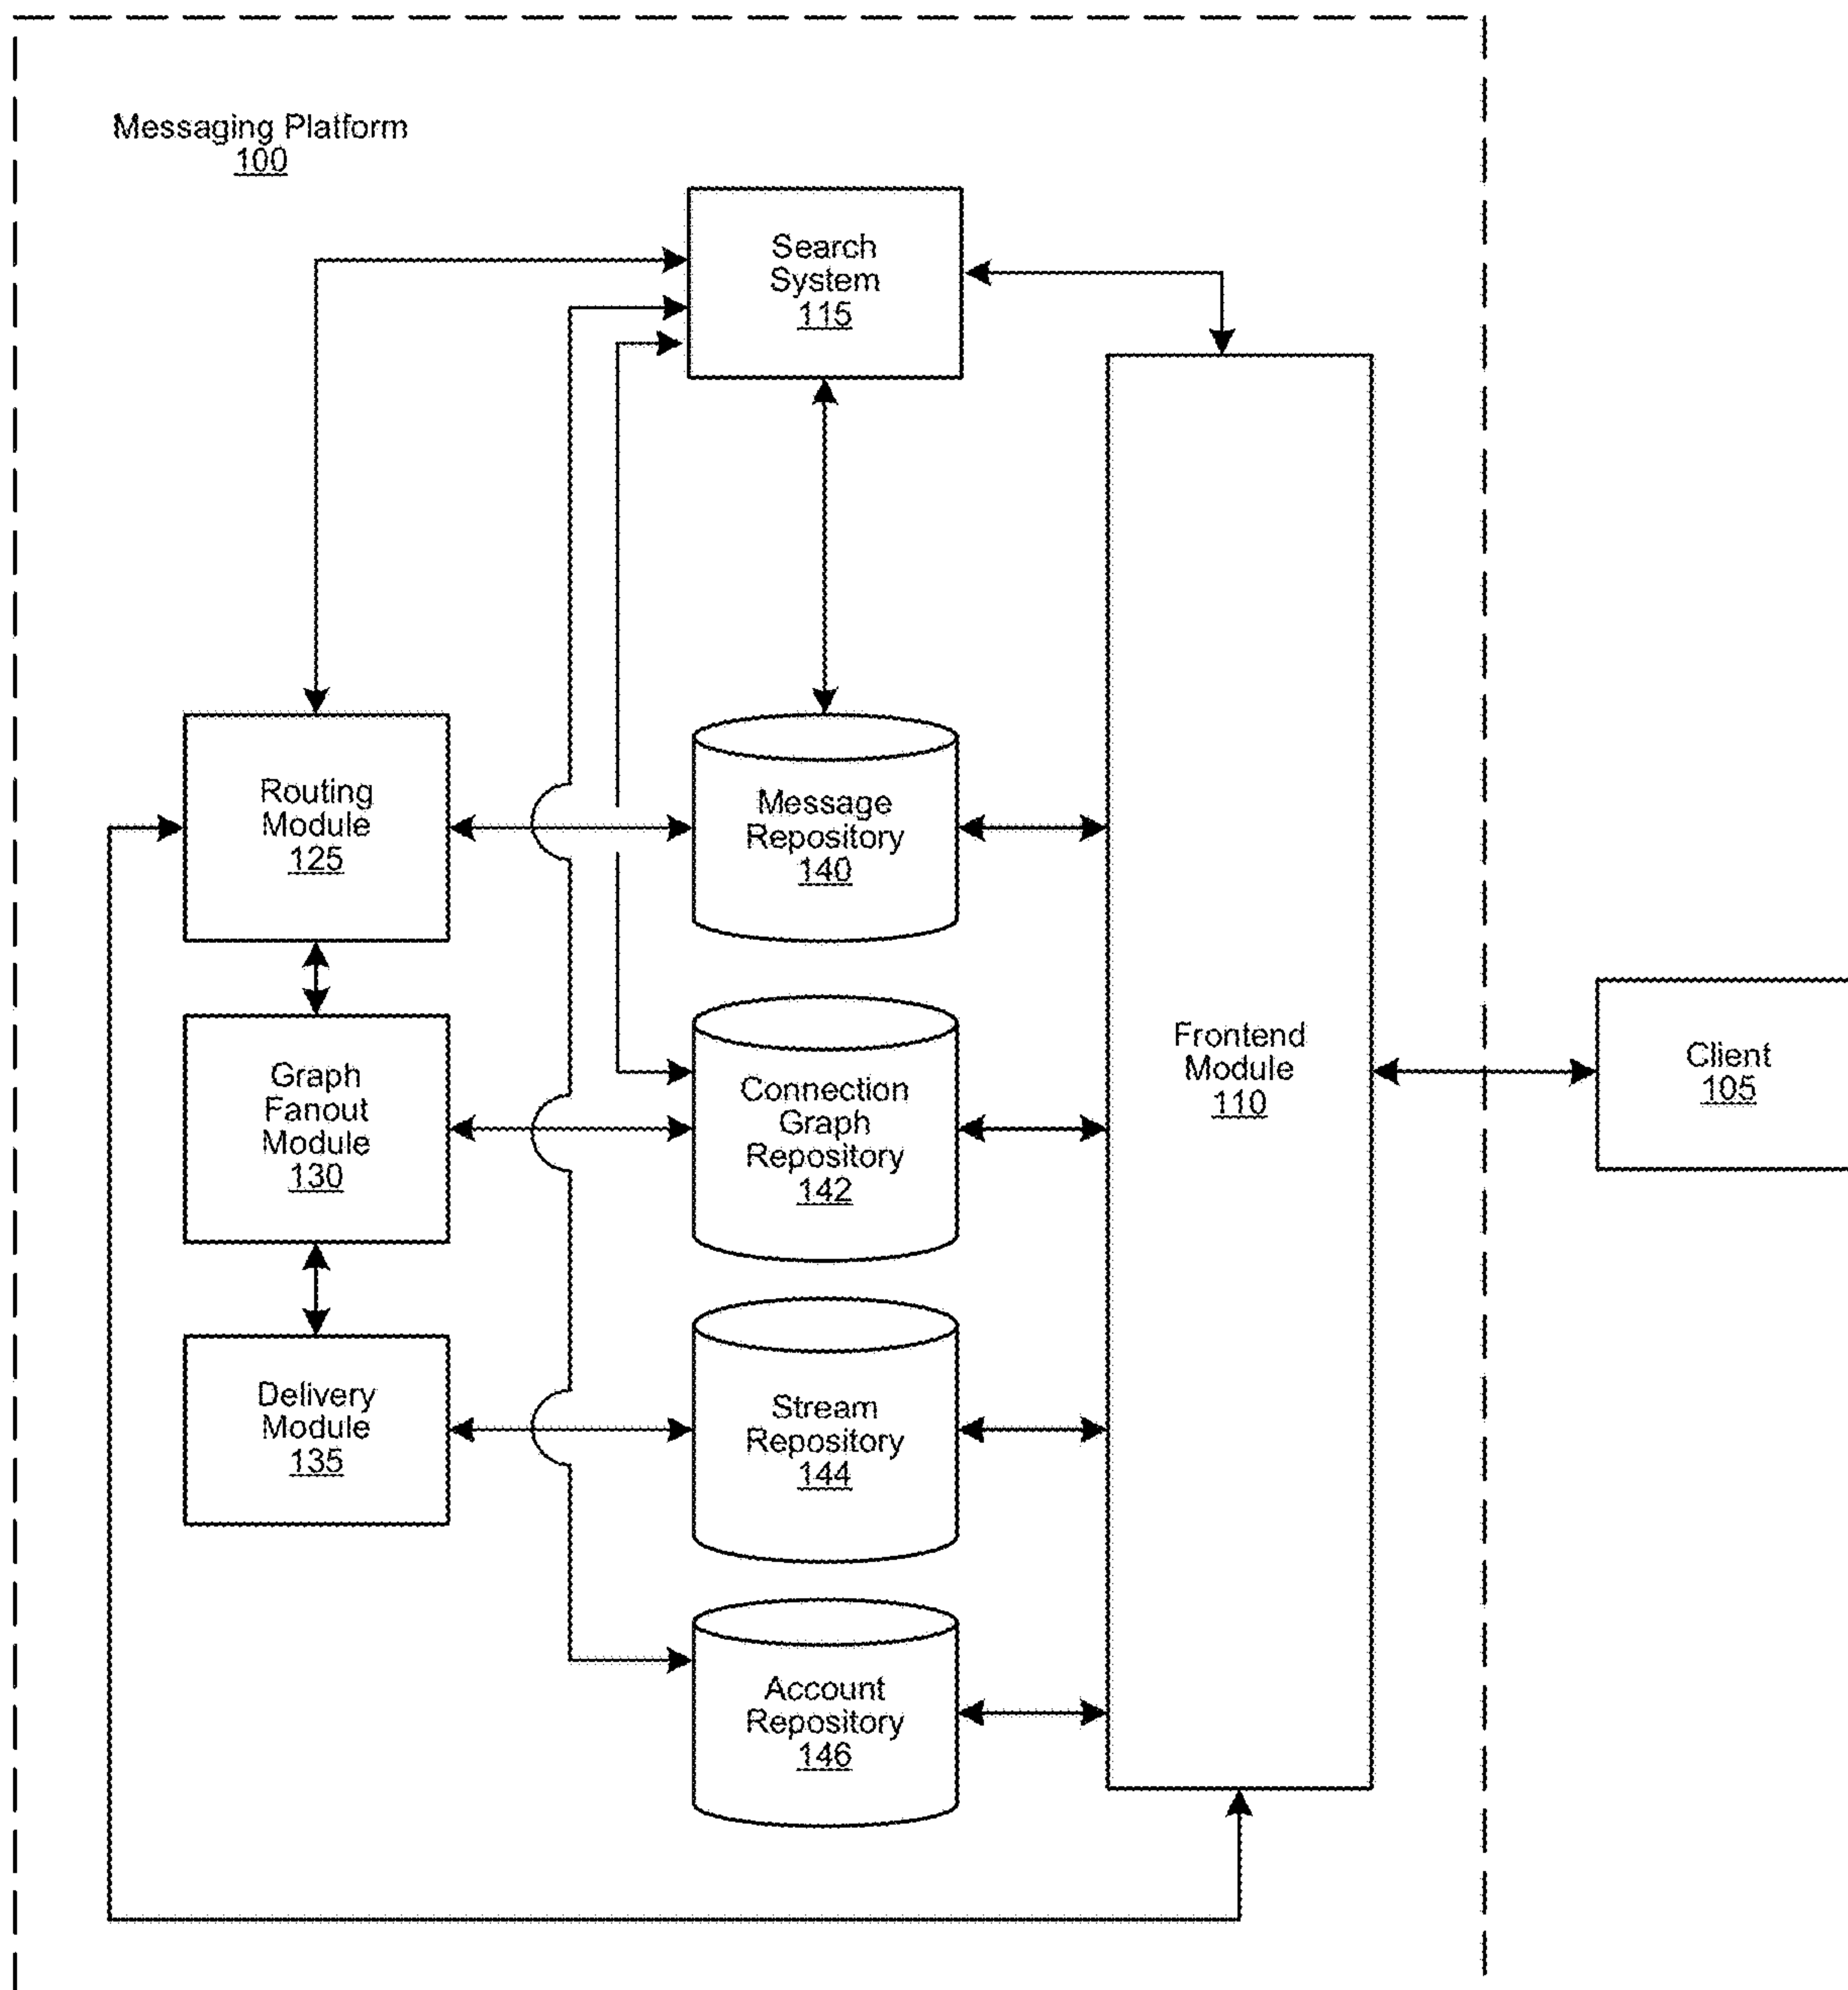 Messaging Platform
100
Search
System
115
Routing
Module
125
Message
Repository
140
Graph
Fanout
Module
130
Connection
Graph
Repository
142
Frontend
Module
110
Client
105
Delivery
Module
135
Stream
Repository
144
Account
Repository
146